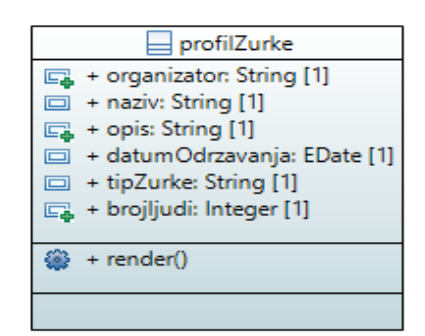 profilZurke
+ organizator: String [1]
+ naziv: String [1]
+ opis: String [1]
+ datumOdrzavanja: EDate [1]
+ tipZurke: String [1]
+ brojljudi: Integer [1]
+ render()